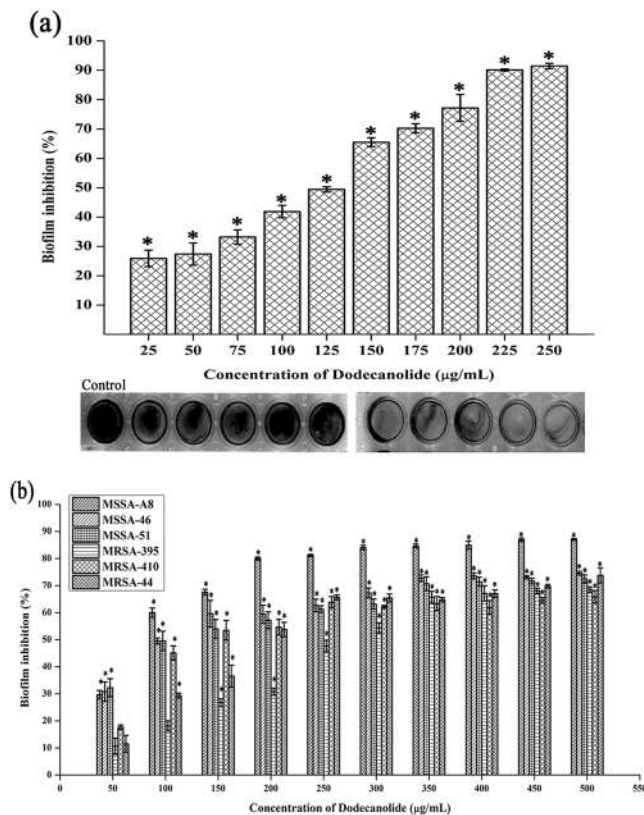 (a)
100
90
80
70
60
50
40
30
20
10
Biofilm inhibition (%)
* * * * * * * * * *
25 50 75 100 125 150 175 200 225 250
Concentration of Dodecanolide (µg/mL)
Control
(b)
MSSA-A8
MSSA-46
MSSA-51
MRSA-395
MRSA-410
MRSA-44
100
90
80
70
60
50
40
30
20
10
0
Biofilm inhibition (%)
0 50 100 150 200 250 300 350 400 450 500 550
Concentration of Dodecanolide (µg/mL)